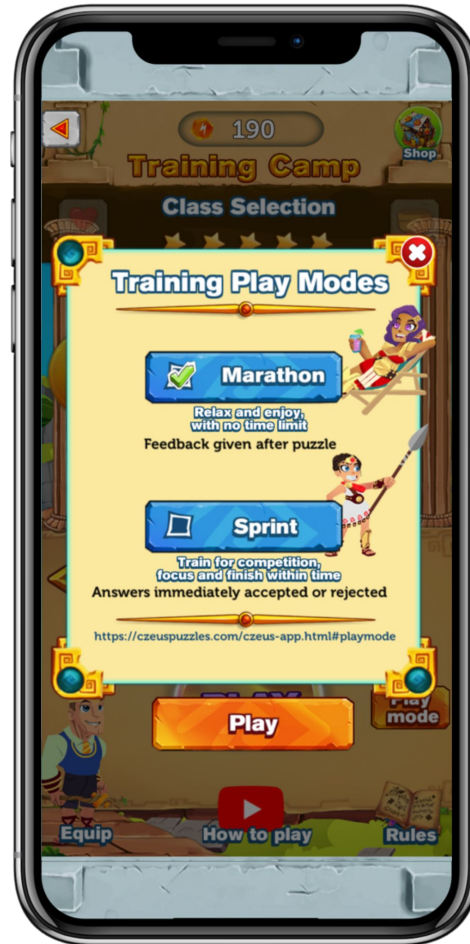 190
Shop
Training Camp
Class Selection
Training Play Modes
Marathon
Relax and enjoy,
with no time limit
Feedback given after puzzle
Sprint
Train for competition,
focus and finish within time
Answers immediately accepted or rejected
https://czeuspuzzles.com/czeus-app.html#playmode
PLAY
Play
mode
Play
Equip
How to play
Rules